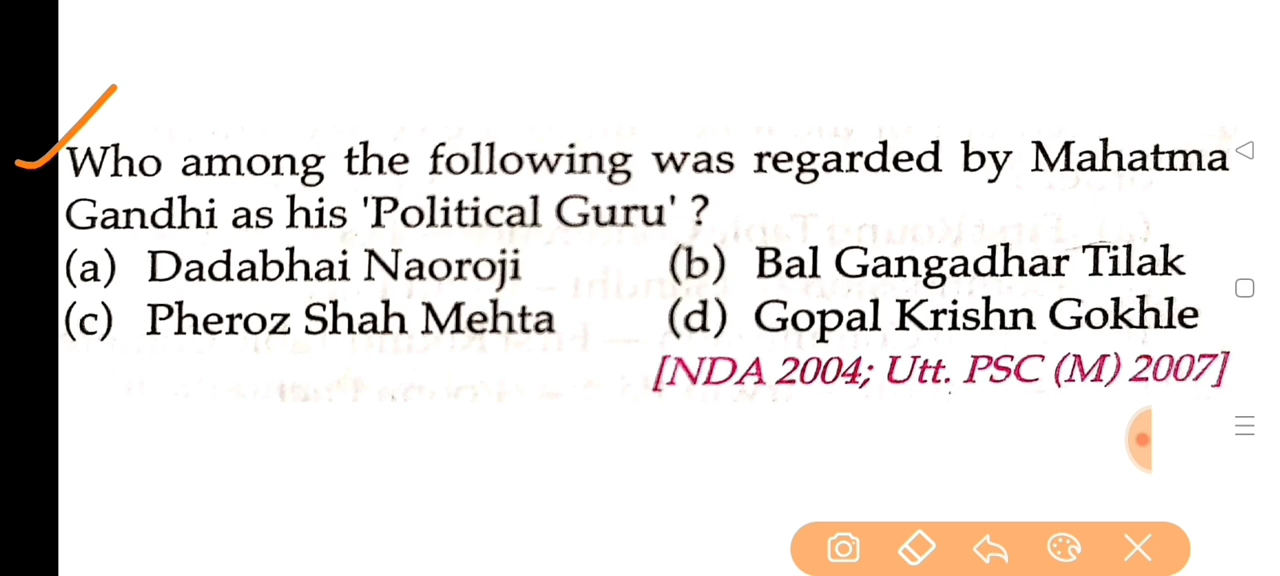 Who among the following was regarded by Mahatma
Gandhi as his 'Political Guru' ?
(a) Dadabhai Naoroji (b) Bal Gangadhar Tilak
(c) Pheroz Shah Mehta (d) Gopal Krishn Gokhle
[NDA 2004; Utt. PSC (M) 2007]